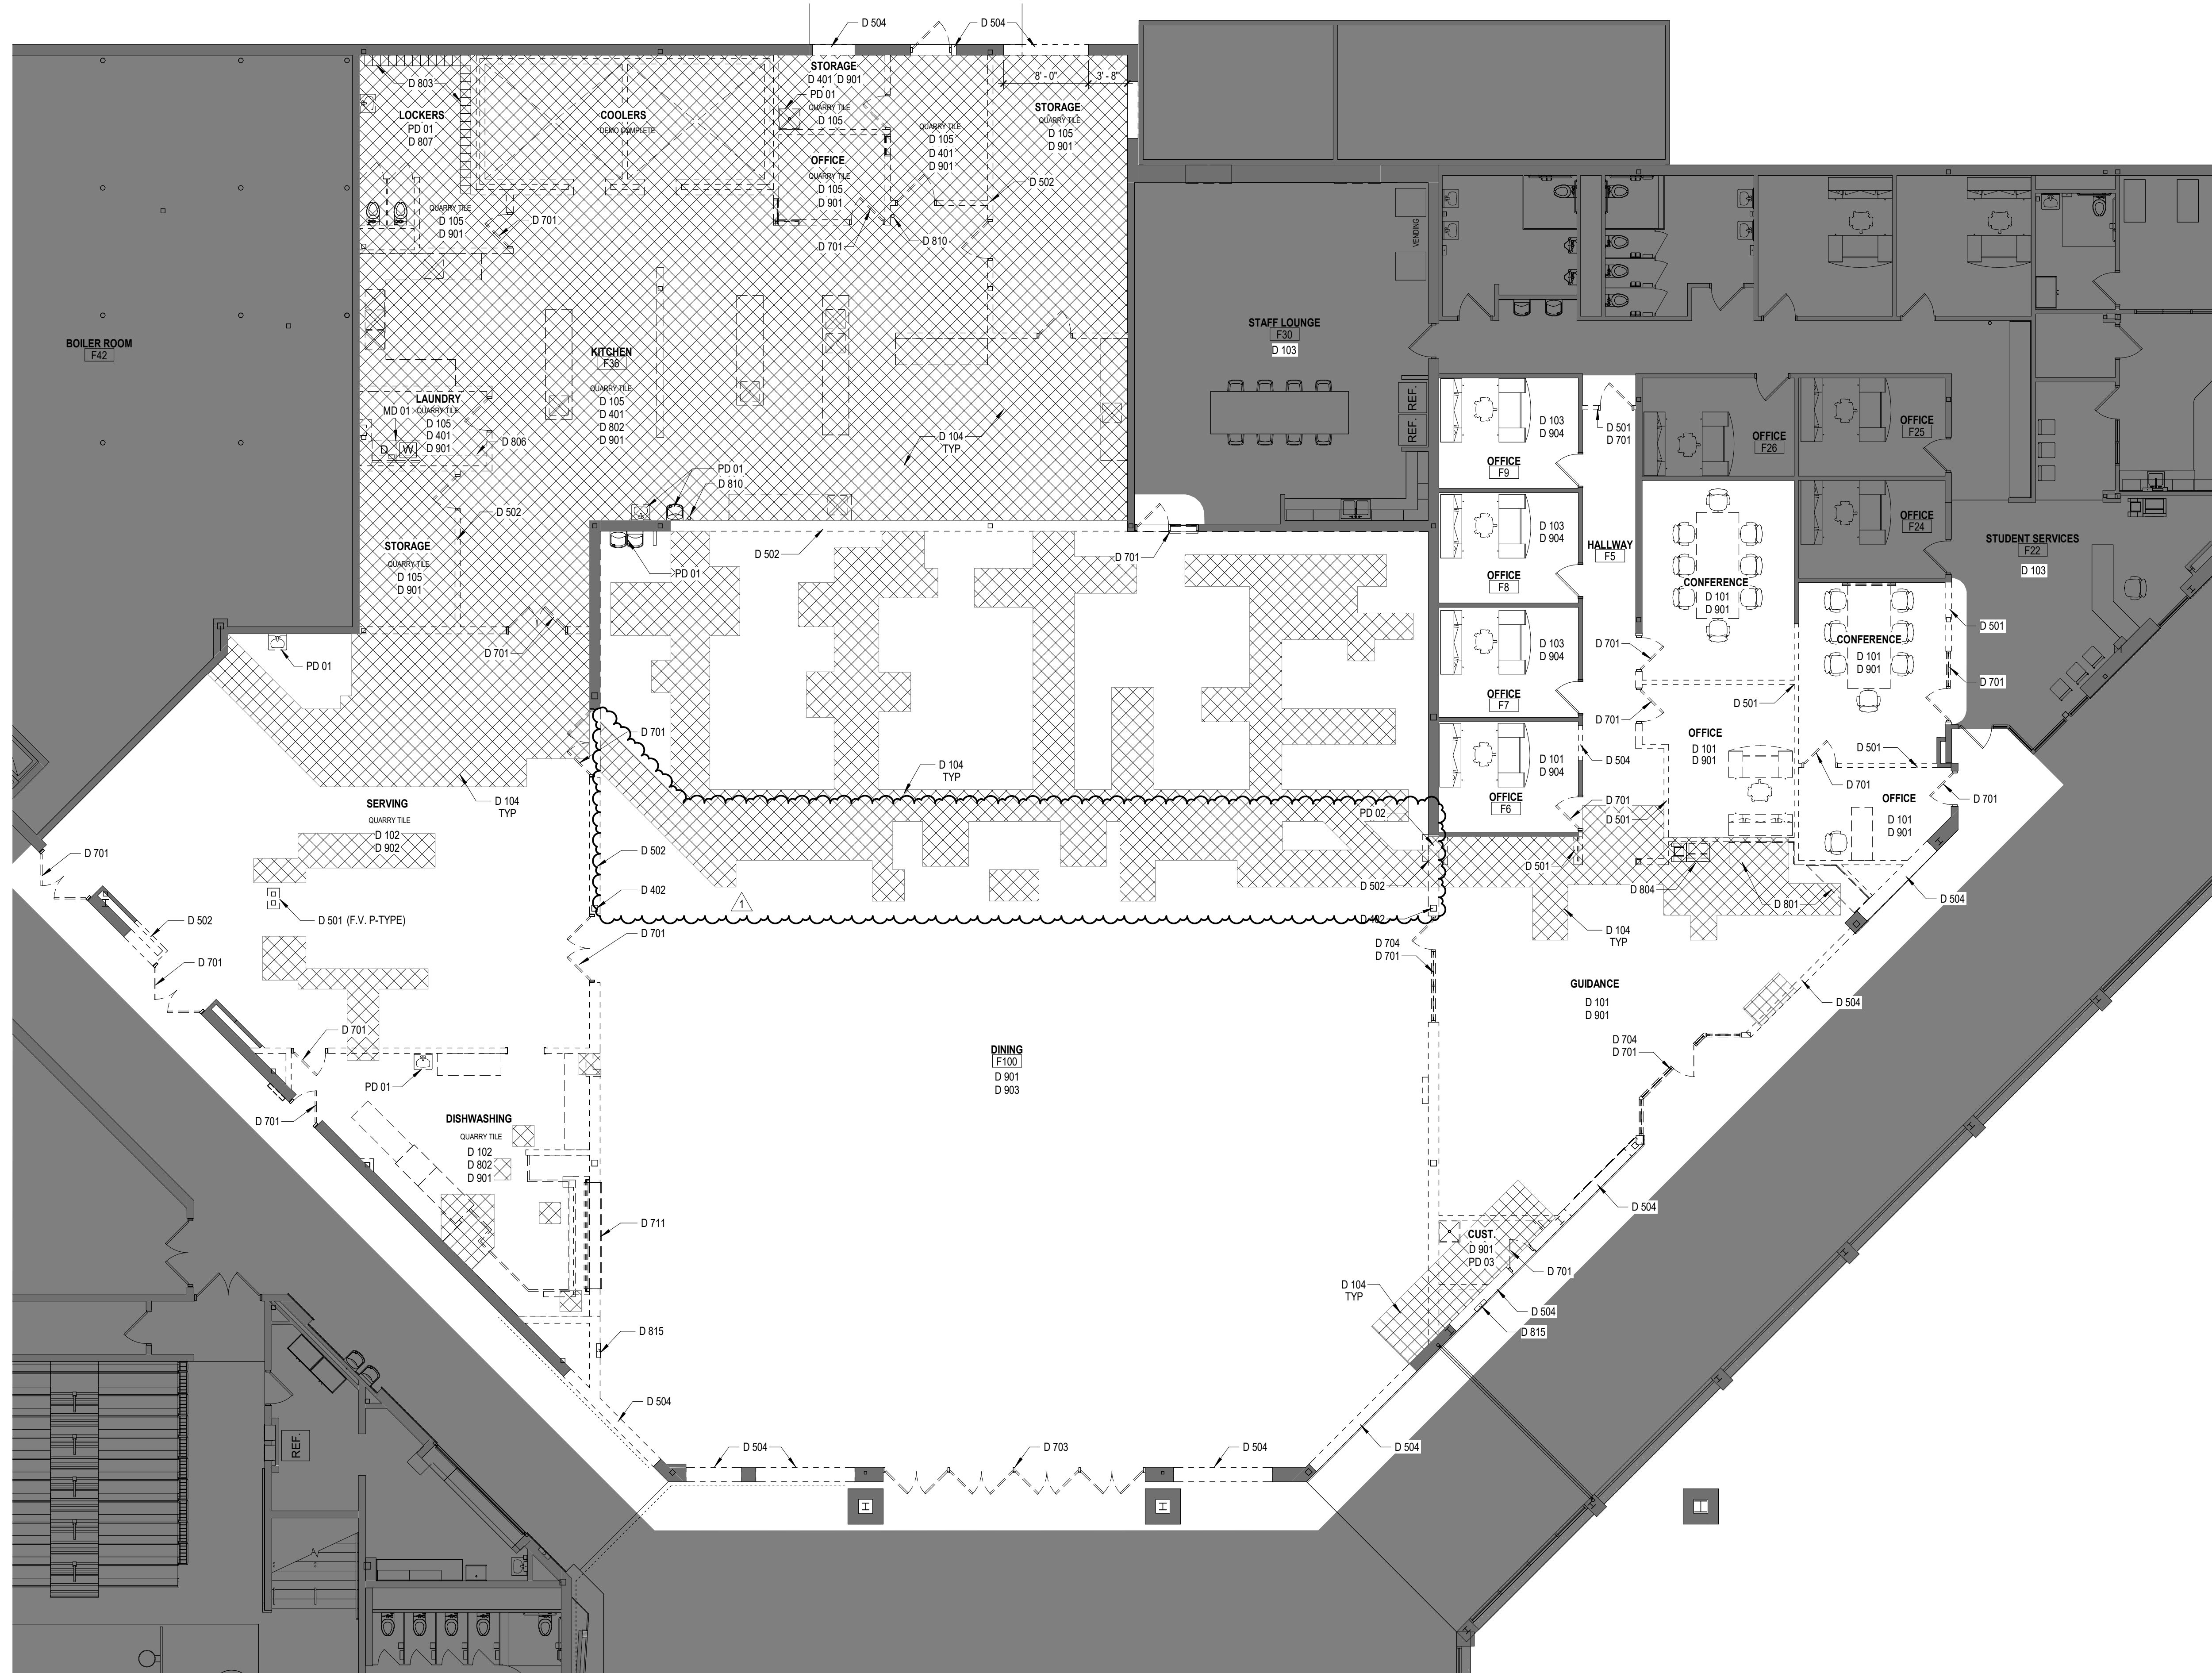 D 504
D 504
STORAGE
D 401 D 901
PD 01
QUARRY TILE
D 105
8' - 0"
3' - 8"
D 803
LOCKERS
PD 01
D 807
COOLERS
DEMO COMPLETE
STORAGE
QUARRY TILE
D 105
D 901
QUARRY TILE
D 105
D 401
D 901
OFFICE
QUARRY TILE
D 105
D 901
D 502
QUARRY TILE
D 105
D 901
D 701
D 701
D 810
VENDING
BOILER ROOM
F42
KITCHEN
F36
QUARRY TILE
D 105
D 401
D 802
D 901
STAFF LOUNGE
F30
D 103
REF.
REF.
LAUNDRY
MD 01
QUARRY TILE
D 105
D 401
D 901
D
W
D 806
D 104
TYP
PD 01
D 810
D 502
STORAGE
QUARRY TILE
D 105
D 901
D 502
PD 01
D 701
D 701
PD 01
D 103
D 904
OFFICE
F9
D 501
D 701
D 103
D 904
OFFICE
F8
HALLWAY
F5
D 103
D 904
OFFICE
F7
D 101
D 904
OFFICE
F6
OFFICE
F26
OFFICE
F25
OFFICE
F24
STUDENT SERVICES
F22
D 103
CONFERENCE
D 101
D 901
CONFERENCE
D 101
D 901
D 501
D 701
D 701
D 701
D 501
OFFICE
D 101
D 901
D 501
D 504
D 701
D 701
D 501
OFFICE
D 101
D 901
D 701
D 701
D 104
TYP
SERVING
QUARRY TILE
D 102
D 902
D 104
TYP
PD 02
D 701
D 502
D 402
1
D 501
D 502
D 402
D 804
D 801
D 504
D 501 (F.V. P-TYPE)
D 502
D 701
D 701
D 704
D 701
D 104
TYP
GUIDANCE
D 101
D 901
D 504
D 701
D 704
D 701
DINING
F100
D 901
D 903
PD 01
D 701
DISHWASHING
QUARRY TILE
D 102
D 802
D 901
D 711
D 504
CUST.
D 901
PD 03
D 701
D 104
TYP
D 504
D 815
D 815
D 504
D 504
D 703
D 504
D 504
REF.